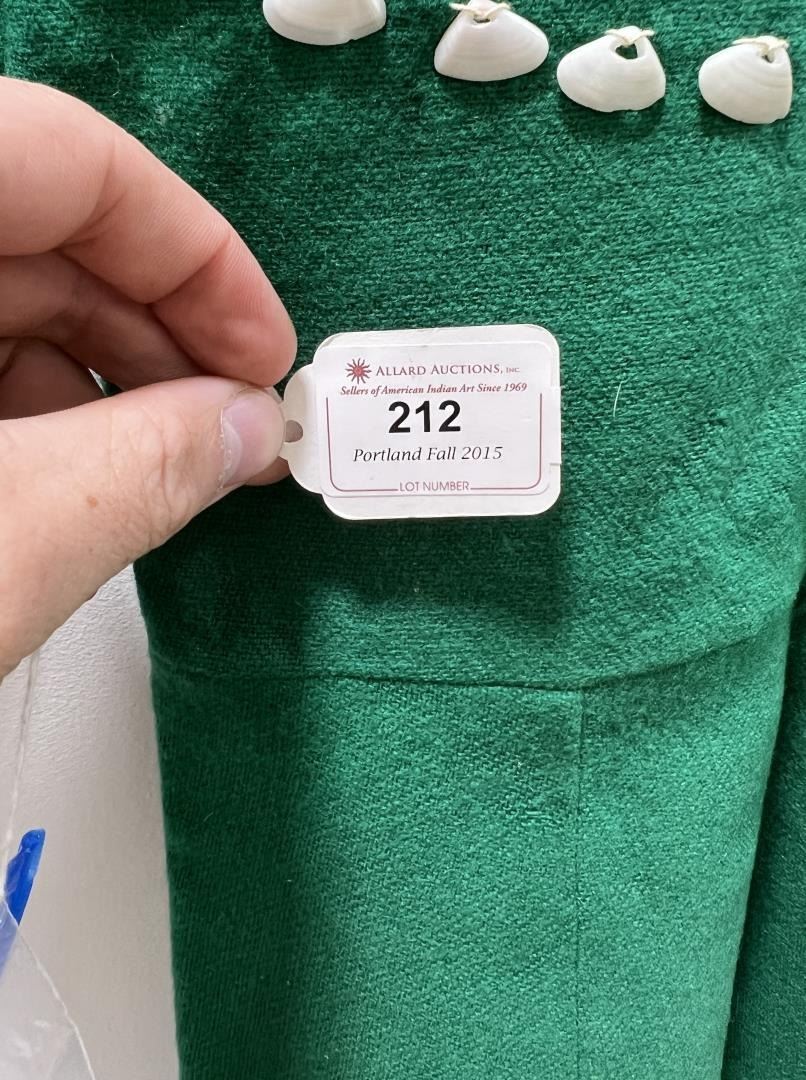 ALLARD AUCTIONS, INC.
Sellers of American Indian Art Since 1969
212
Portland Fall 2015
LOT NUMBER